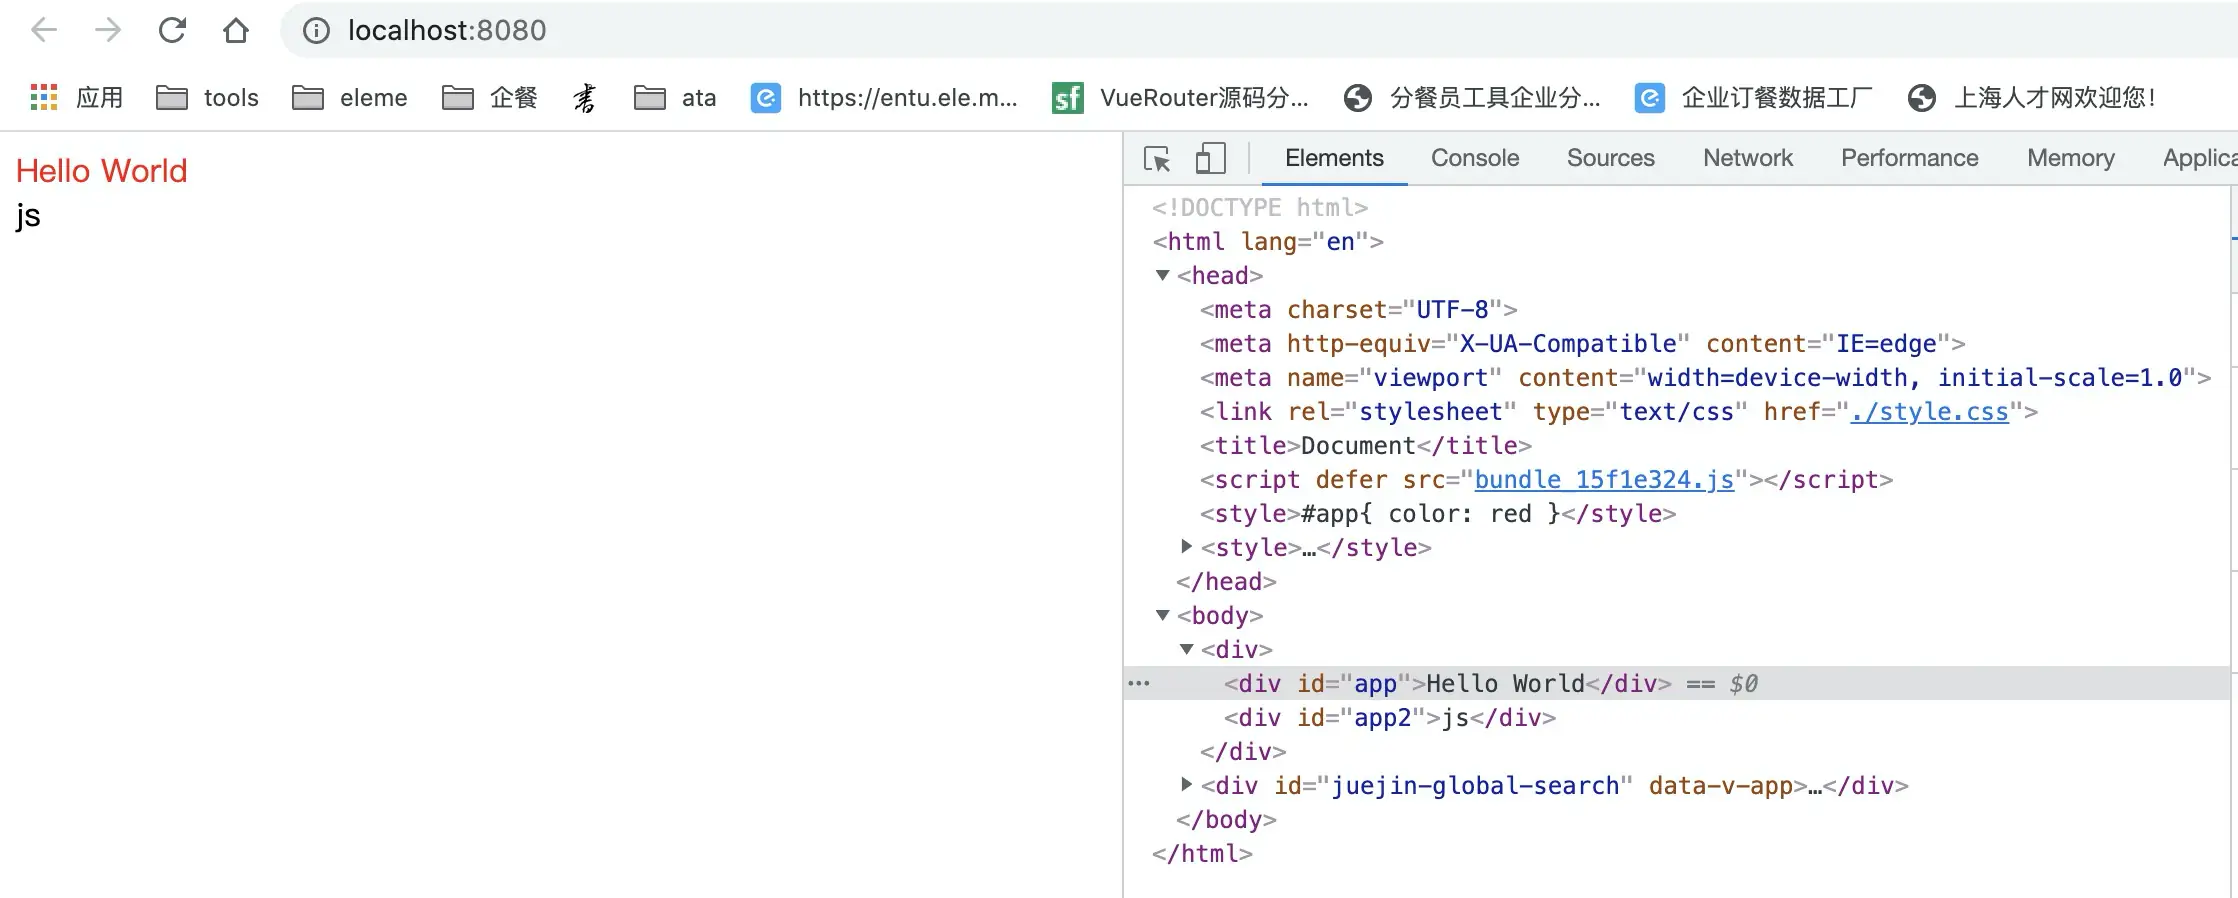 localhost:8080
应用 tools eleme 企餐 書 ata https://entu.ele.m... VueRouter源码分... 分餐员工具企业分... 企业订餐数据工厂 上海人才网欢迎您!
Hello World
js
Elements Console Sources Network Performance Memory Applica
<!DOCTYPE html>
<html lang="en">
<head>
<meta charset="UTF-8">
<meta http-equiv="X-UA-Compatible" content="IE=edge">
<meta name="viewport" content="width=device-width, initial-scale=1.0">
<link rel="stylesheet" type="text/css" href="./style.css">
<title>Document</title>
<script defer src="bundle_15f1e324.js"></script>
<style>#app{ color: red }</style>
<style>…</style>
</head>
<body>
<div>
<div id="app">Hello World</div> == $0
<div id="app2">js</div>
</div>
<div id="juejin-global-search" data-v-app>…</div>
</body>
</html>